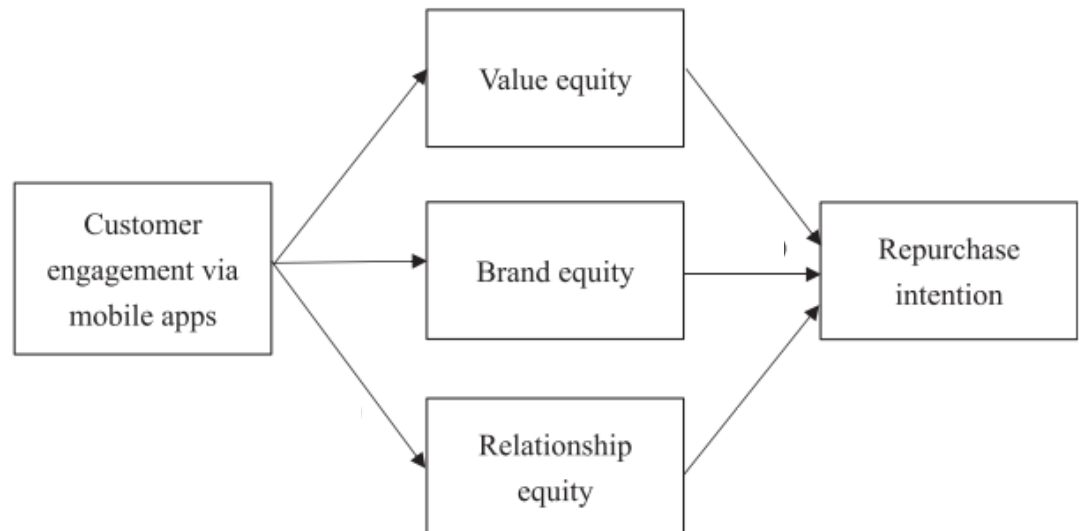 Value equity
Customer
engagement via
mobile apps
Brand equity
Repurchase
intention
Relationship
equity